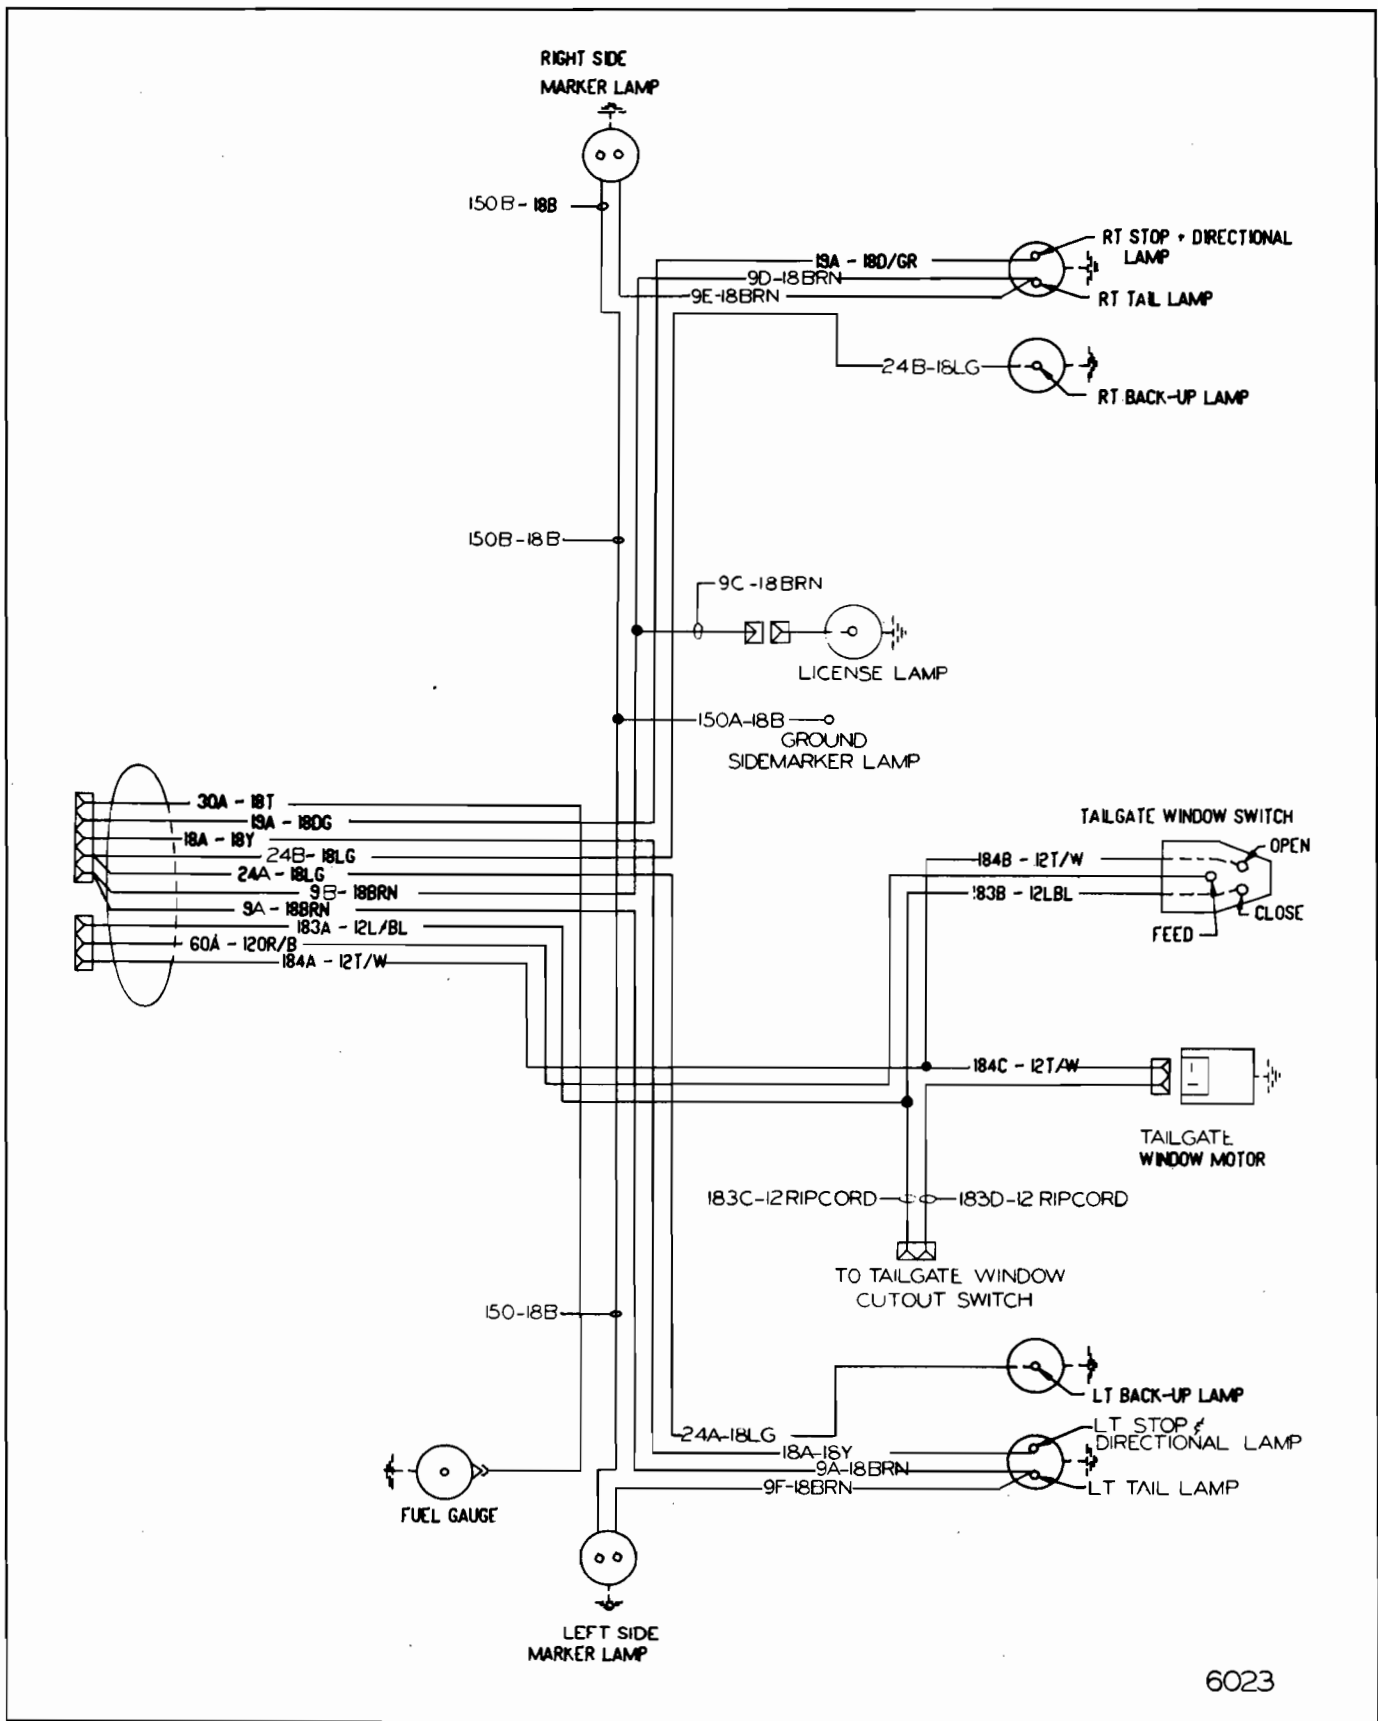 RIGHT SIDE
MARKER LAMP
150B - 18B
19A - 18D/GR
RT STOP + DIRECTIONAL
LAMP
9D-18BRN
9E-18BRN
RT TAIL LAMP
24B-18LG
RT BACK-UP LAMP
150B-18B
9C-18BRN
LICENSE LAMP
150A-18B
GROUND
SIDEMARKER LAMP
30A - 18T
19A - 18DG
18A - 18Y
24B- 18LG
24A - 18LG
9B- 18BRN
9A - 18BRN
183A - 12L/BL
60A - 12OR/B
184A - 12T/W
TAILGATE WINDOW SWITCH
184B - 12T/W
OPEN
183B - 12LBL
CLOSE
FEED
184C - 12T/W
TAILGATE
WINDOW MOTOR
183C-12 RIPCORD
183D-12 RIPCORD
TO TAILGATE WINDOW
CUTOUT SWITCH
150-18B
LT BACK-UP LAMP
24A-18LG
LT STOP &
DIRECTIONAL LAMP
18A-18Y
9A-18BRN
9F-18BRN
LT TAIL LAMP
FUEL GAUGE
LEFT SIDE
MARKER LAMP
6023